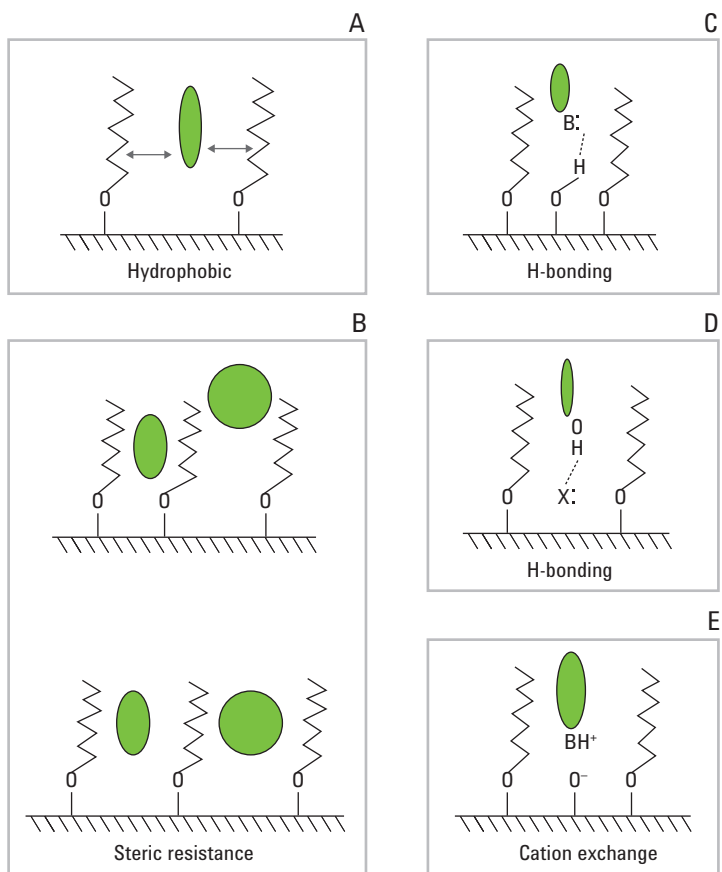 A
O
O
Hydrophobic
B
O
O
O
O
O
O
Steric resistance
C
B:
H
O
O
O
H-bonding
D
O
H
X:
O
O
H-bonding
E
BH⁺
O
O⁻
O
Cation exchange